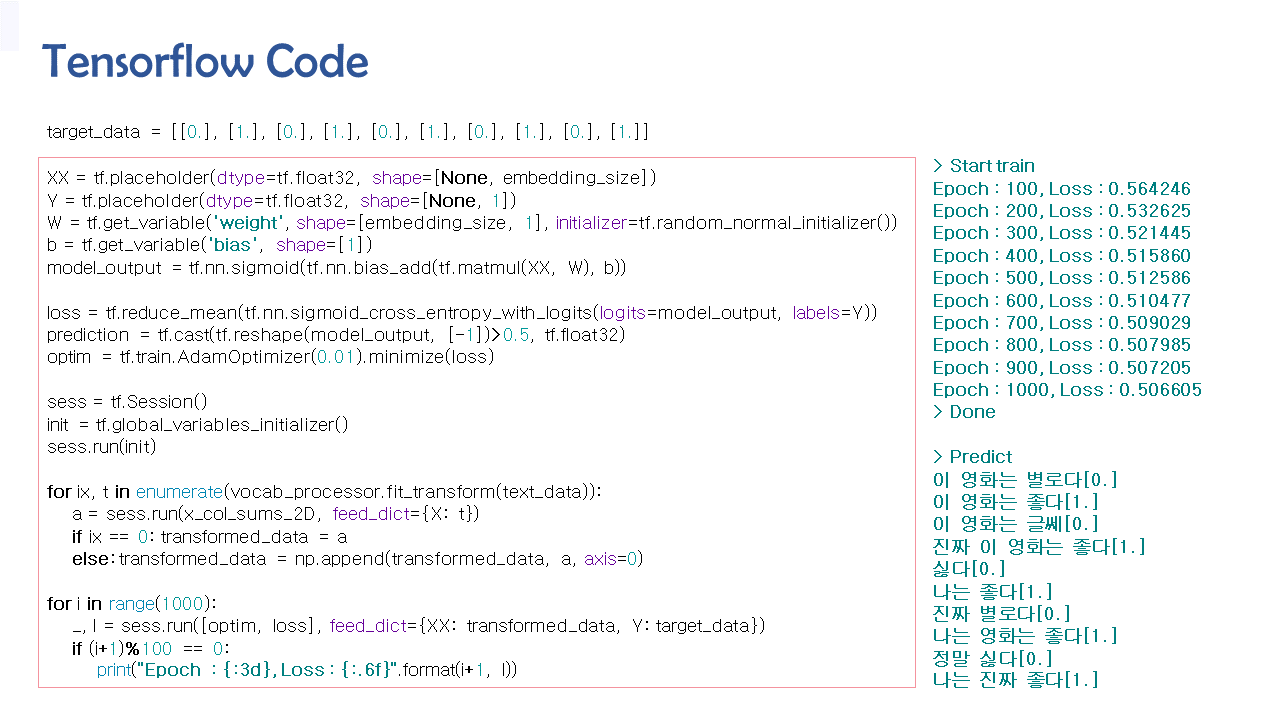 Tensorflow Code
target_data = [[0.], [1.], [0.], [1.], [0.], [1.], [0.], [1.], [0.], [1.]]
XX = tf.placeholder(dtype=tf.float32, shape=[None, embedding_size])
Y = tf.placeholder(dtype=tf.float32, shape=[None, 1])
W = tf.get_variable('weight', shape=[embedding_size, 1], initializer=tf.random_normal_initializer())
b = tf.get_variable('bias', shape=[1])
model_output = tf.nn.sigmoid(tf.nn.bias_add(tf.matmul(XX, W), b))
loss = tf.reduce_mean(tf.nn.sigmoid_cross_entropy_with_logits(logits=model_output, labels=Y))
prediction = tf.cast(tf.reshape(model_output, [-1])>0.5, tf.float32)
optim = tf.train.AdamOptimizer(0.01).minimize(loss)
sess = tf.Session()
init = tf.global_variables_initializer()
sess.run(init)
for ix, t in enumerate(vocab_processor.fit_transform(text_data)):
a = sess.run(x_col_sums_2D, feed_dict={X: t})
if ix == 0: transformed_data = a
else: transformed_data = np.append(transformed_data, a, axis=0)
for i in range(1000):
_, l = sess.run([optim, loss], feed_dict={XX: transformed_data, Y: target_data})
if (i+1)%100 == 0:
print("Epoch : {:3d}, Loss : {:.6f}".format(i+1, l))
> Start train
Epoch : 100, Loss : 0.564246
Epoch : 200, Loss : 0.532625
Epoch : 300, Loss : 0.521445
Epoch : 400, Loss : 0.515860
Epoch : 500, Loss : 0.512586
Epoch : 600, Loss : 0.510477
Epoch : 700, Loss : 0.509029
Epoch : 800, Loss : 0.507985
Epoch : 900, Loss : 0.507205
Epoch : 1000, Loss : 0.506605
> Done
> Predict
이 영화는 별로다[0.]
이 영화는 좋다[1.]
이 영화는 글쎄[0.]
진짜 이 영화는 좋다[1.]
싫다[0.]
나는 좋다[1.]
진짜 별로다[0.]
나는 영화는 좋다[1.]
정말 싫다[0.]
나는 진짜 좋다[1.]